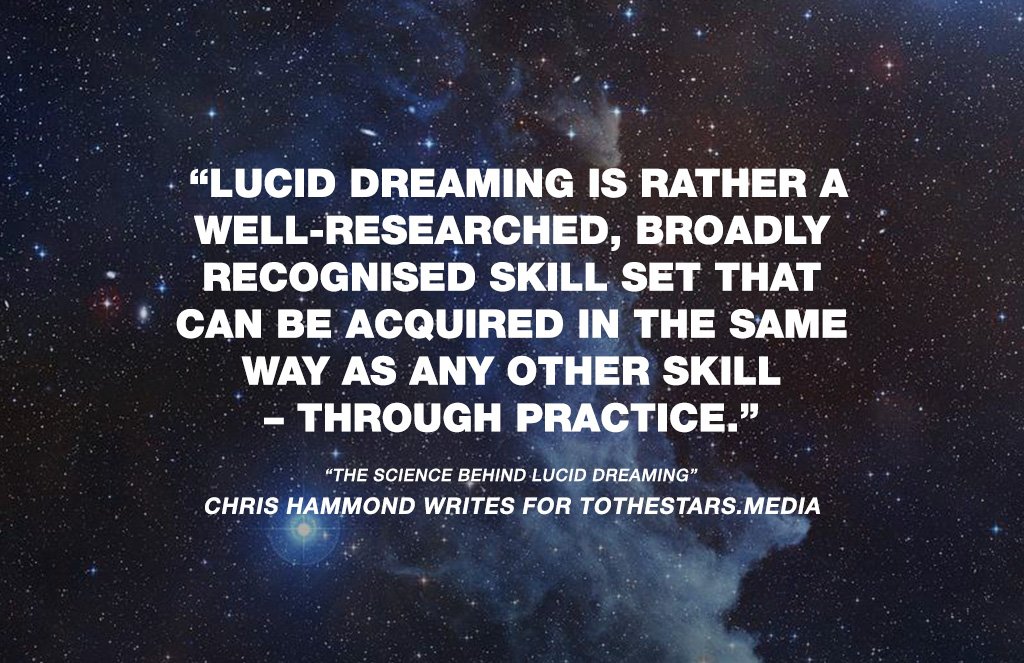 “LUCID DREAMING IS RATHER A
WELL-RESEARCHED, BROADLY
RECOGNISED SKILL SET THAT
CAN BE ACQUIRED IN THE SAME
WAY AS ANY OTHER SKILL
– THROUGH PRACTICE.”
“THE SCIENCE BEHIND LUCID DREAMING”
CHRIS HAMMOND WRITES FOR TOTHESTARS.MEDIA